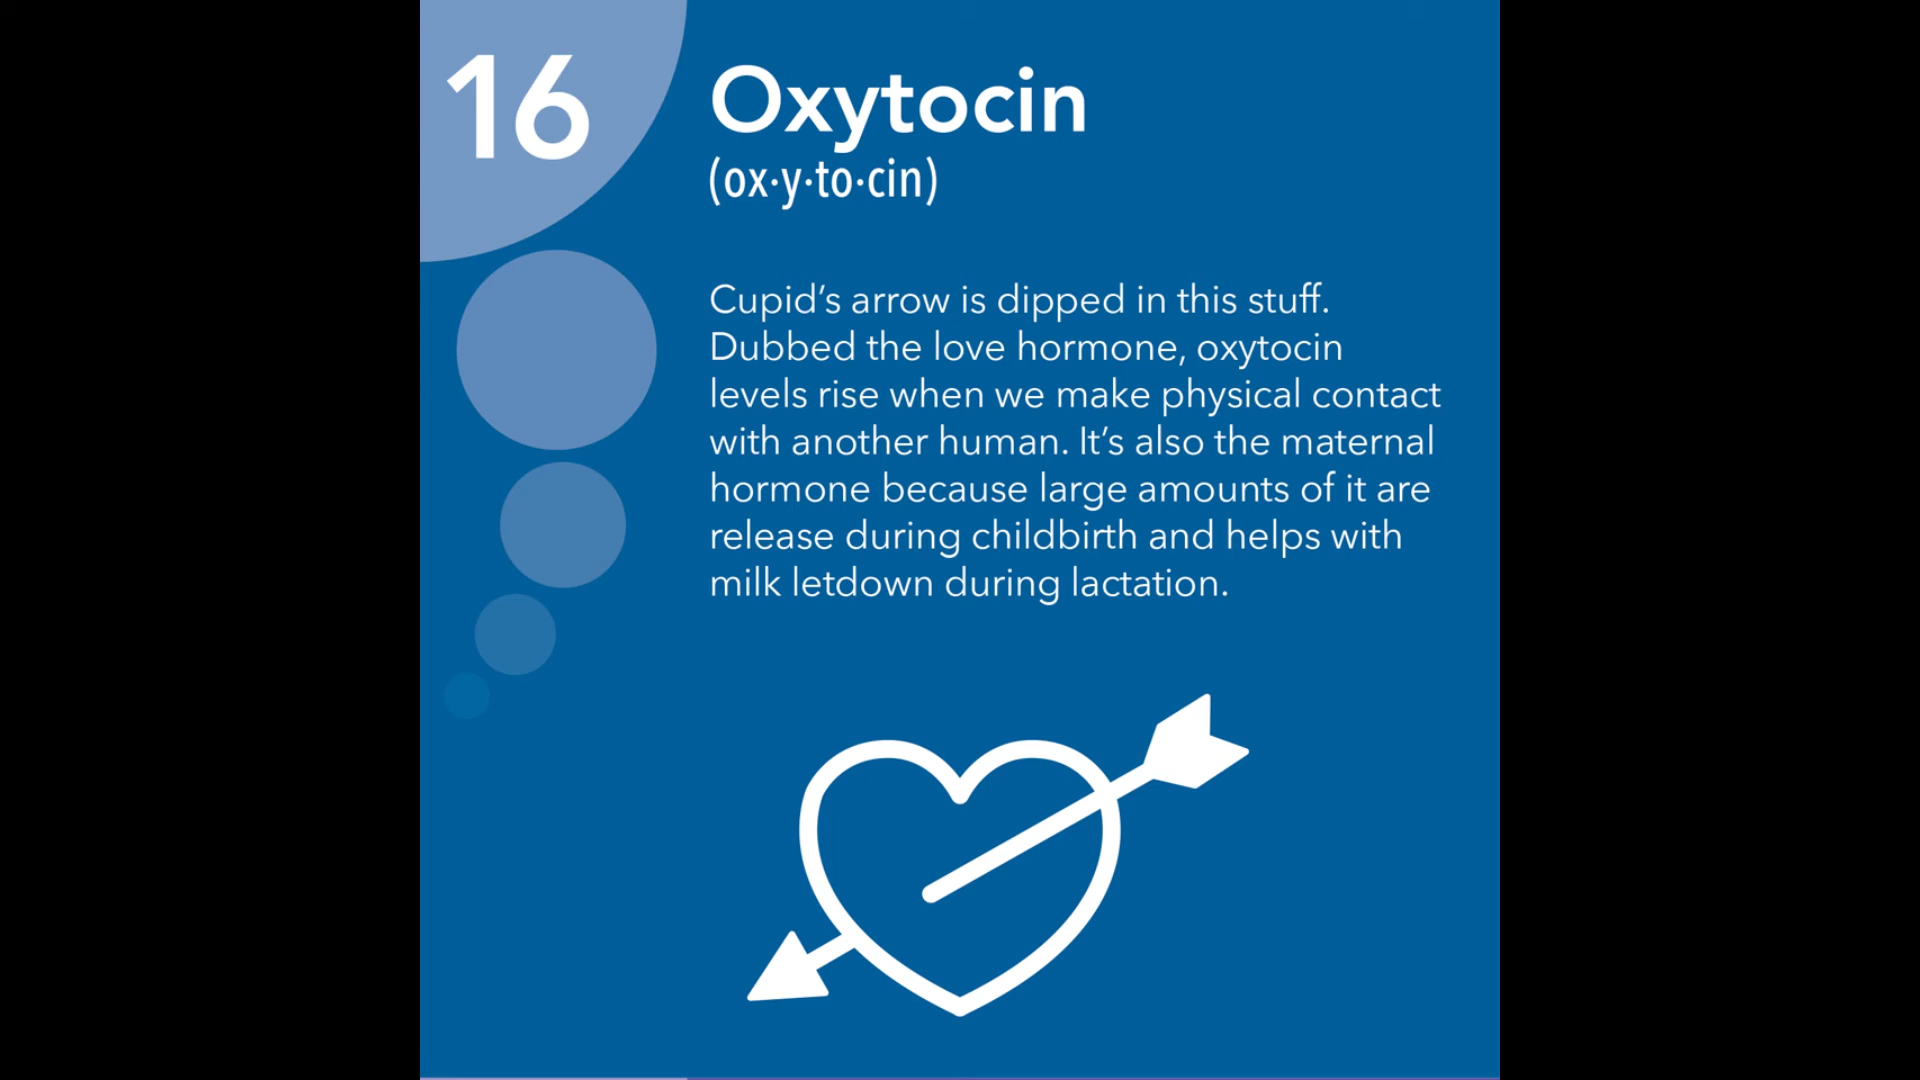 16
Oxytocin
(ox·y·to·cin)
Cupid’s arrow is dipped in this stuff.
Dubbed the love hormone, oxytocin
levels rise when we make physical contact
with another human. It’s also the maternal
hormone because large amounts of it are
release during childbirth and helps with
milk letdown during lactation.